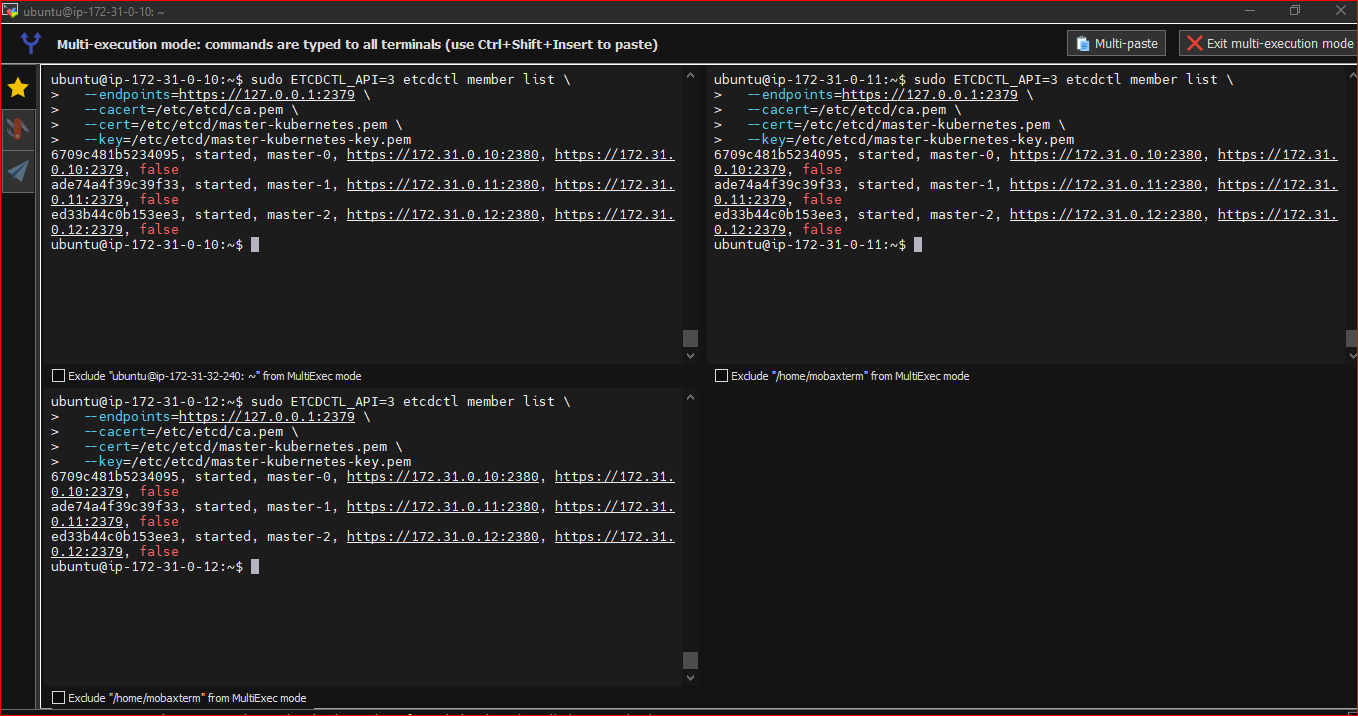 ubuntu@ip-172-31-0-10: ~
Multi-execution mode: commands are typed to all terminals (use Ctrl+Shift+Insert to paste)
Multi-paste
Exit multi-execution mode
ubuntu@ip-172-31-0-10:~$ sudo ETCDCTL_API=3 etcdctl member list \
>   --endpoints=https://127.0.0.1:2379 \
>   --cacert=/etc/etcd/ca.pem \
>   --cert=/etc/etcd/master-kubernetes.pem \
>   --key=/etc/etcd/master-kubernetes-key.pem
6709c481b5234095, started, master-0, https://172.31.0.10:2380, https://172.31.
0.10:2379, false
ade74a4f39c39f33, started, master-1, https://172.31.0.11:2380, https://172.31.
0.11:2379, false
ed33b44c0b153ee3, started, master-2, https://172.31.0.12:2380, https://172.31.
0.12:2379, false
ubuntu@ip-172-31-0-10:~$
Exclude "ubuntu@ip-172-31-32-240: ~" from MultiExec mode
ubuntu@ip-172-31-0-11:~$ sudo ETCDCTL_API=3 etcdctl member list \
>   --endpoints=https://127.0.0.1:2379 \
>   --cacert=/etc/etcd/ca.pem \
>   --cert=/etc/etcd/master-kubernetes.pem \
>   --key=/etc/etcd/master-kubernetes-key.pem
6709c481b5234095, started, master-0, https://172.31.0.10:2380, https://172.31.
0.10:2379, false
ade74a4f39c39f33, started, master-1, https://172.31.0.11:2380, https://172.31.
0.11:2379, false
ed33b44c0b153ee3, started, master-2, https://172.31.0.12:2380, https://172.31.
0.12:2379, false
ubuntu@ip-172-31-0-11:~$
Exclude "/home/mobaxterm" from MultiExec mode
ubuntu@ip-172-31-0-12:~$ sudo ETCDCTL_API=3 etcdctl member list \
>   --endpoints=https://127.0.0.1:2379 \
>   --cacert=/etc/etcd/ca.pem \
>   --cert=/etc/etcd/master-kubernetes.pem \
>   --key=/etc/etcd/master-kubernetes-key.pem
6709c481b5234095, started, master-0, https://172.31.0.10:2380, https://172.31.
0.10:2379, false
ade74a4f39c39f33, started, master-1, https://172.31.0.11:2380, https://172.31.
0.11:2379, false
ed33b44c0b153ee3, started, master-2, https://172.31.0.12:2380, https://172.31.
0.12:2379, false
ubuntu@ip-172-31-0-12:~$
Exclude "/home/mobaxterm" from MultiExec mode